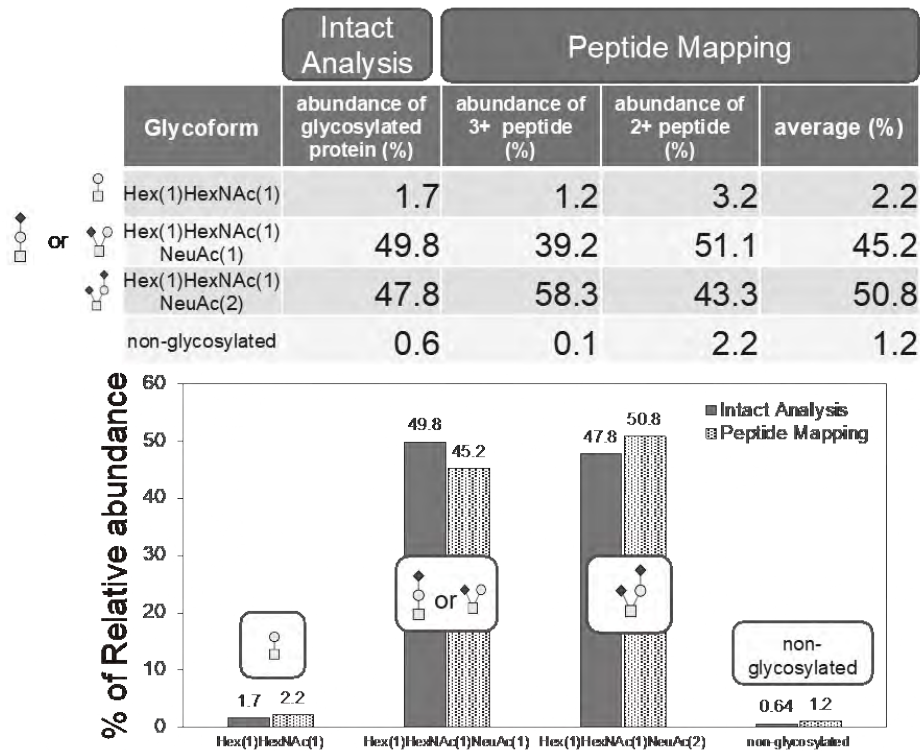 Intact
Analysis
Peptide Mapping
Glycoform
abundance of
glycosylated
protein (%)
abundance of
3+ peptide
(%)
abundance of
2+ peptide
(%)
average (%)
Hex(1)HexNAc(1)
1.7 1.2 3.2 2.2
or
Hex(1)HexNAc(1)
NeuAc(1)
49.8 39.2 51.1 45.2
Hex(1)HexNAc(1)
NeuAc(2)
47.8 58.3 43.3 50.8
non-glycosylated
0.6 0.1 2.2 1.2
% of Relative abundance
60
50
40
30
20
10
0
Intact Analysis
Peptide Mapping
1.7 2.2
49.8 45.2
47.8 50.8
0.64 1.2
or
non-
glycosylated
Hex(1)HexNAc(1) Hex(1)HexNAc(1)NeuAc(1) Hex(1)HexNAc(1)NeuAc(2) non-glycosylated